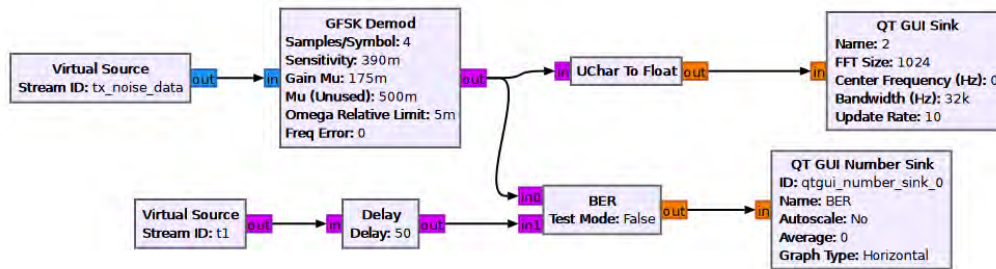 Virtual Source
Stream ID: tx_noise_data
out
in
GFSK Demod
Samples/Symbol: 4
Sensitivity: 390m
Gain Mu: 175m
Mu (Unused): 500m
Omega Relative Limit: 5m
Freq Error: 0
out
in
UChar To Float
out
in
QT GUI Sink
Name: 2
FFT Size: 1024
Center Frequency (Hz): 0
Bandwidth (Hz): 32k
Update Rate: 10
Virtual Source
Stream ID: t1
out
in
Delay
Delay: 50
out
in0
in1
BER
Test Mode: False
out
in
QT GUI Number Sink
ID: qtgui_number_sink_0
Name: BER
Autoscale: No
Average: 0
Graph Type: Horizontal